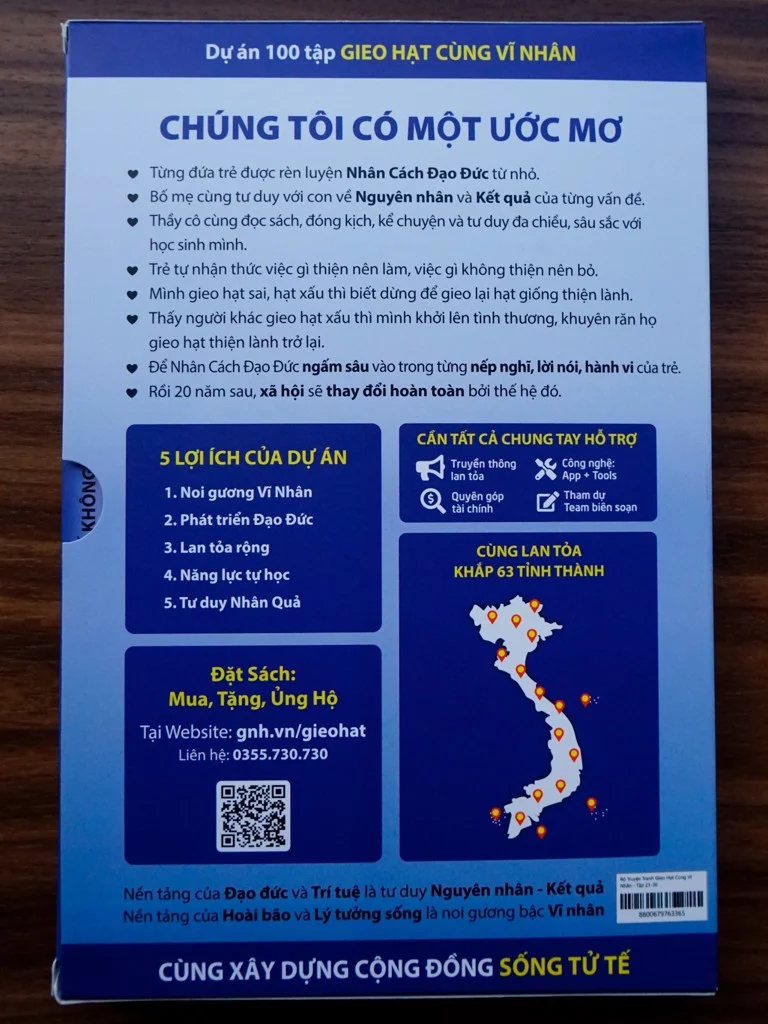 Dự án 100 tập GIEO HẠT CÙNG VĨ NHÂN
CHÚNG TÔI CÓ MỘT ƯỚC MƠ
Từng đứa trẻ được rèn luyện Nhân Cách Đạo Đức từ nhỏ.
Bố mẹ cùng tư duy với con về Nguyên nhân và Kết quả của từng vấn đề.
Thầy cô cùng đọc sách, đóng kịch, kể chuyện và tư duy đa chiều, sâu sắc với
học sinh mình.
Trẻ tự nhận thức việc gì thiện nên làm, việc gì không thiện nên bỏ.
Mình gieo hạt sai, hạt xấu thì biết dừng để gieo lại hạt giống thiện lành.
Thấy người khác gieo hạt xấu thì mình khởi lên tình thương, khuyên răn họ
gieo hạt thiện lành trở lại.
Để Nhân Cách Đạo Đức ngấm sâu vào trong từng nếp nghĩ, lời nói, hành vi của trẻ.
Rồi 20 năm sau, xã hội sẽ thay đổi hoàn toàn bởi thế hệ đó.
KHÔNG
5 LỢI ÍCH CỦA DỰ ÁN
1. Noi gương Vĩ Nhân
2. Phát triển Đạo Đức
3. Lan tỏa rộng
4. Năng lực tự học
5. Tư duy Nhân Quả
CẦN TẤT CẢ CHUNG TAY HỖ TRỢ
Truyền thông
lan tỏa
Công nghệ:
App + Tools
Quyên góp
tài chính
Tham dự
Team biên soạn
CÙNG LAN TỎA
KHẮP 63 TỈNH THÀNH
Đặt Sách:
Mua, Tặng, Ủng Hộ
Tại Website: gnh.vn/gieohat
Liên hệ: 0355.730.730
Nền tảng của Đạo đức và Trí tuệ là tư duy Nguyên nhân - Kết quả
Nền tảng của Hoài bão và Lý tưởng sống là noi gương bậc Vĩ nhân
Bộ Truyện Tranh Gieo Hạt Cùng Vĩ
Nhân - Tập 21-30
8800679763365
CÙNG XÂY DỰNG CỘNG ĐỒNG SỐNG TỬ TẾ